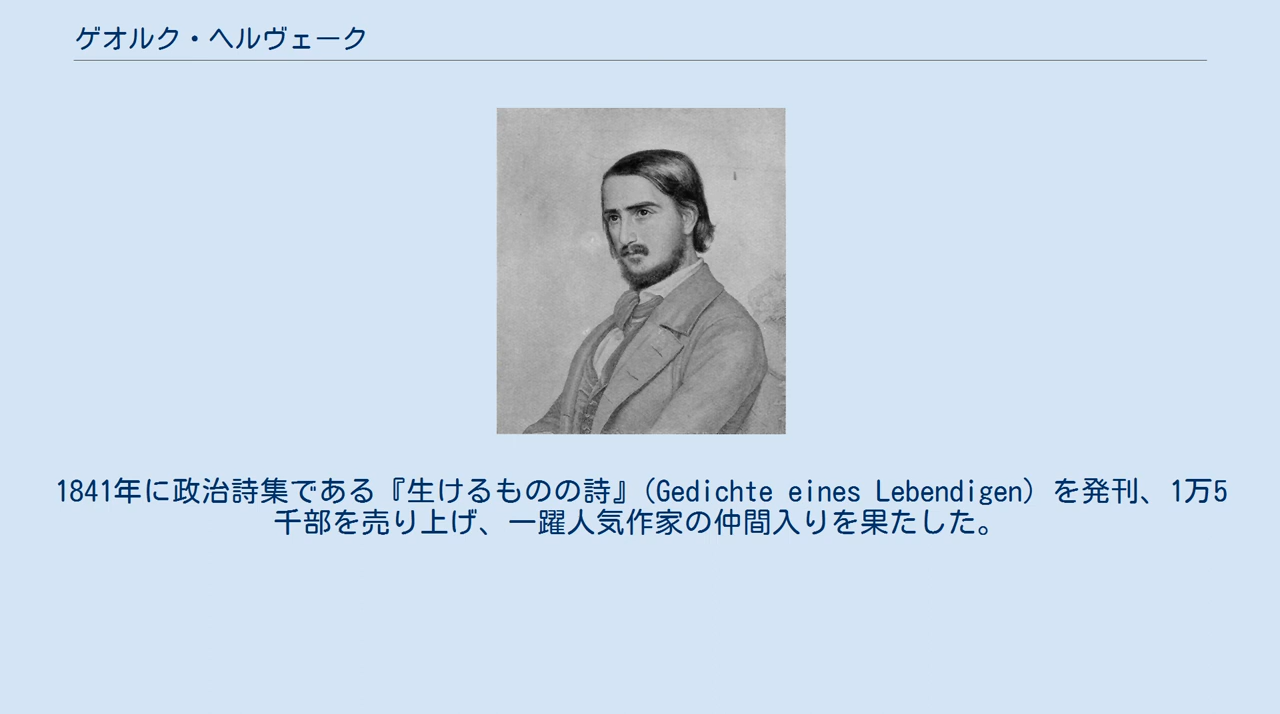 ゲオルク・ヘルヴェーク
1841年に政治詩集である『生けるものの詩』（Gedichte eines Lebendigen）を発刊、1万5
千部を売り上げ、一躍人気作家の仲間入りを果たした。